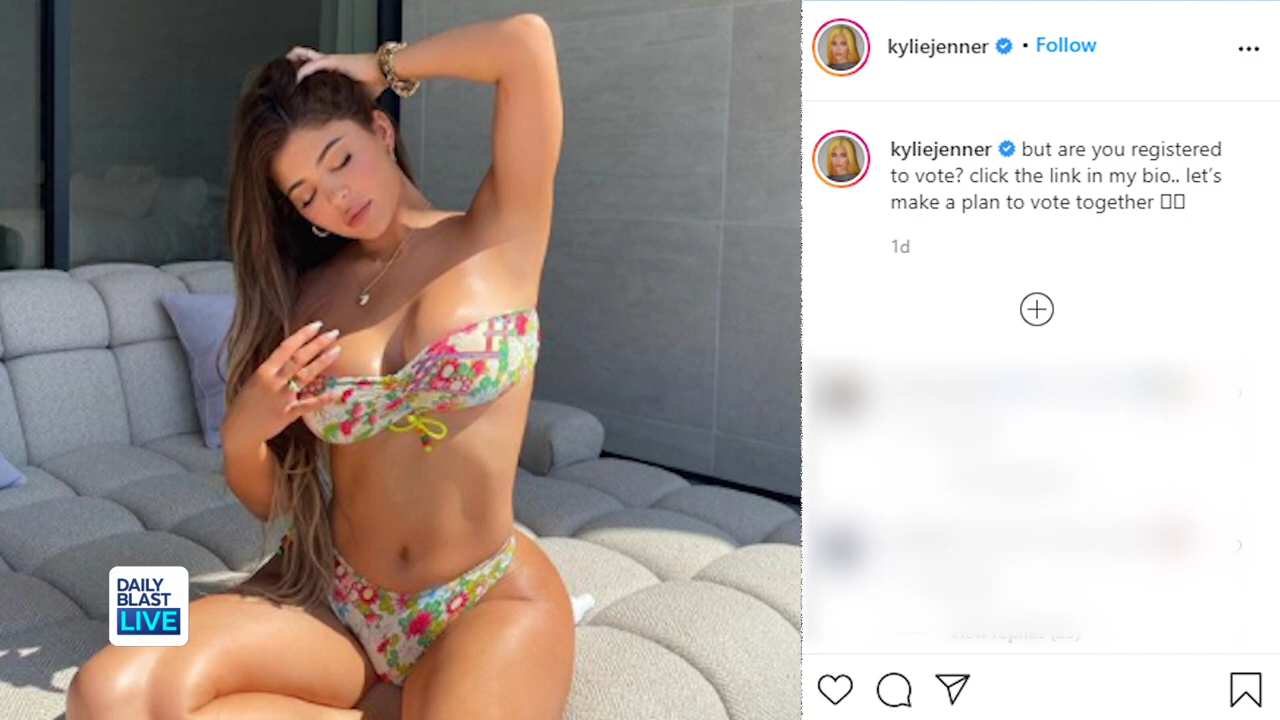 kyliejenner • Follow
kyliejenner but are you registered
to vote? click the link in my bio.. let's
make a plan to vote together
1d
DAILY
BLAST
LIVE